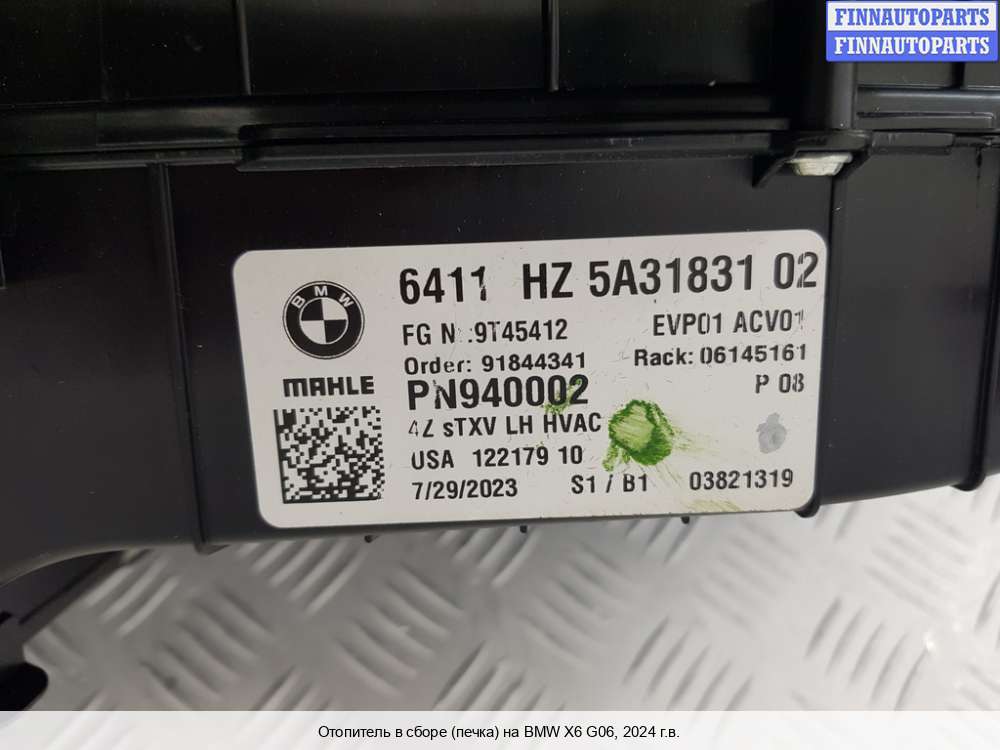 FINNAUTOPARTS
FINNAUTOPARTS
BMW
MAHLE
6411 HZ 5A31831 02
FG N .9T45412 EVP01 ACV01
Order: 91844341 Rack: 06145161
PN940002 P 08
4Z sTXV LH HVAC
USA 122179 10
7/29/2023 S1 / B1 03821319
Отопитель в сборе (печка) на BMW X6 G06, 2024 г.в.